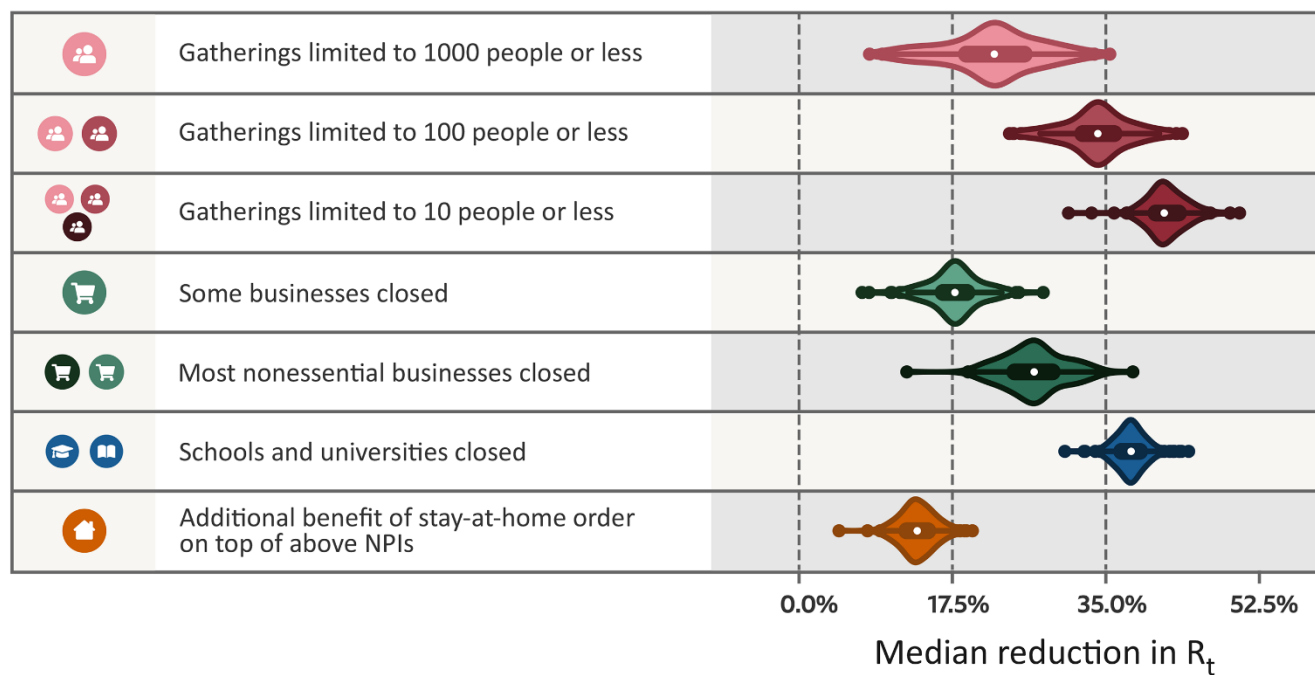 Gatherings limited to 1000 people or less
Gatherings limited to 100 people or less
Gatherings limited to 10 people or less
Some businesses closed
Most nonessential businesses closed
Schools and universities closed
Additional benefit of stay-at-home order
on top of above NPIs
0.0% 17.5% 35.0% 52.5%
Median reduction in Rₜ